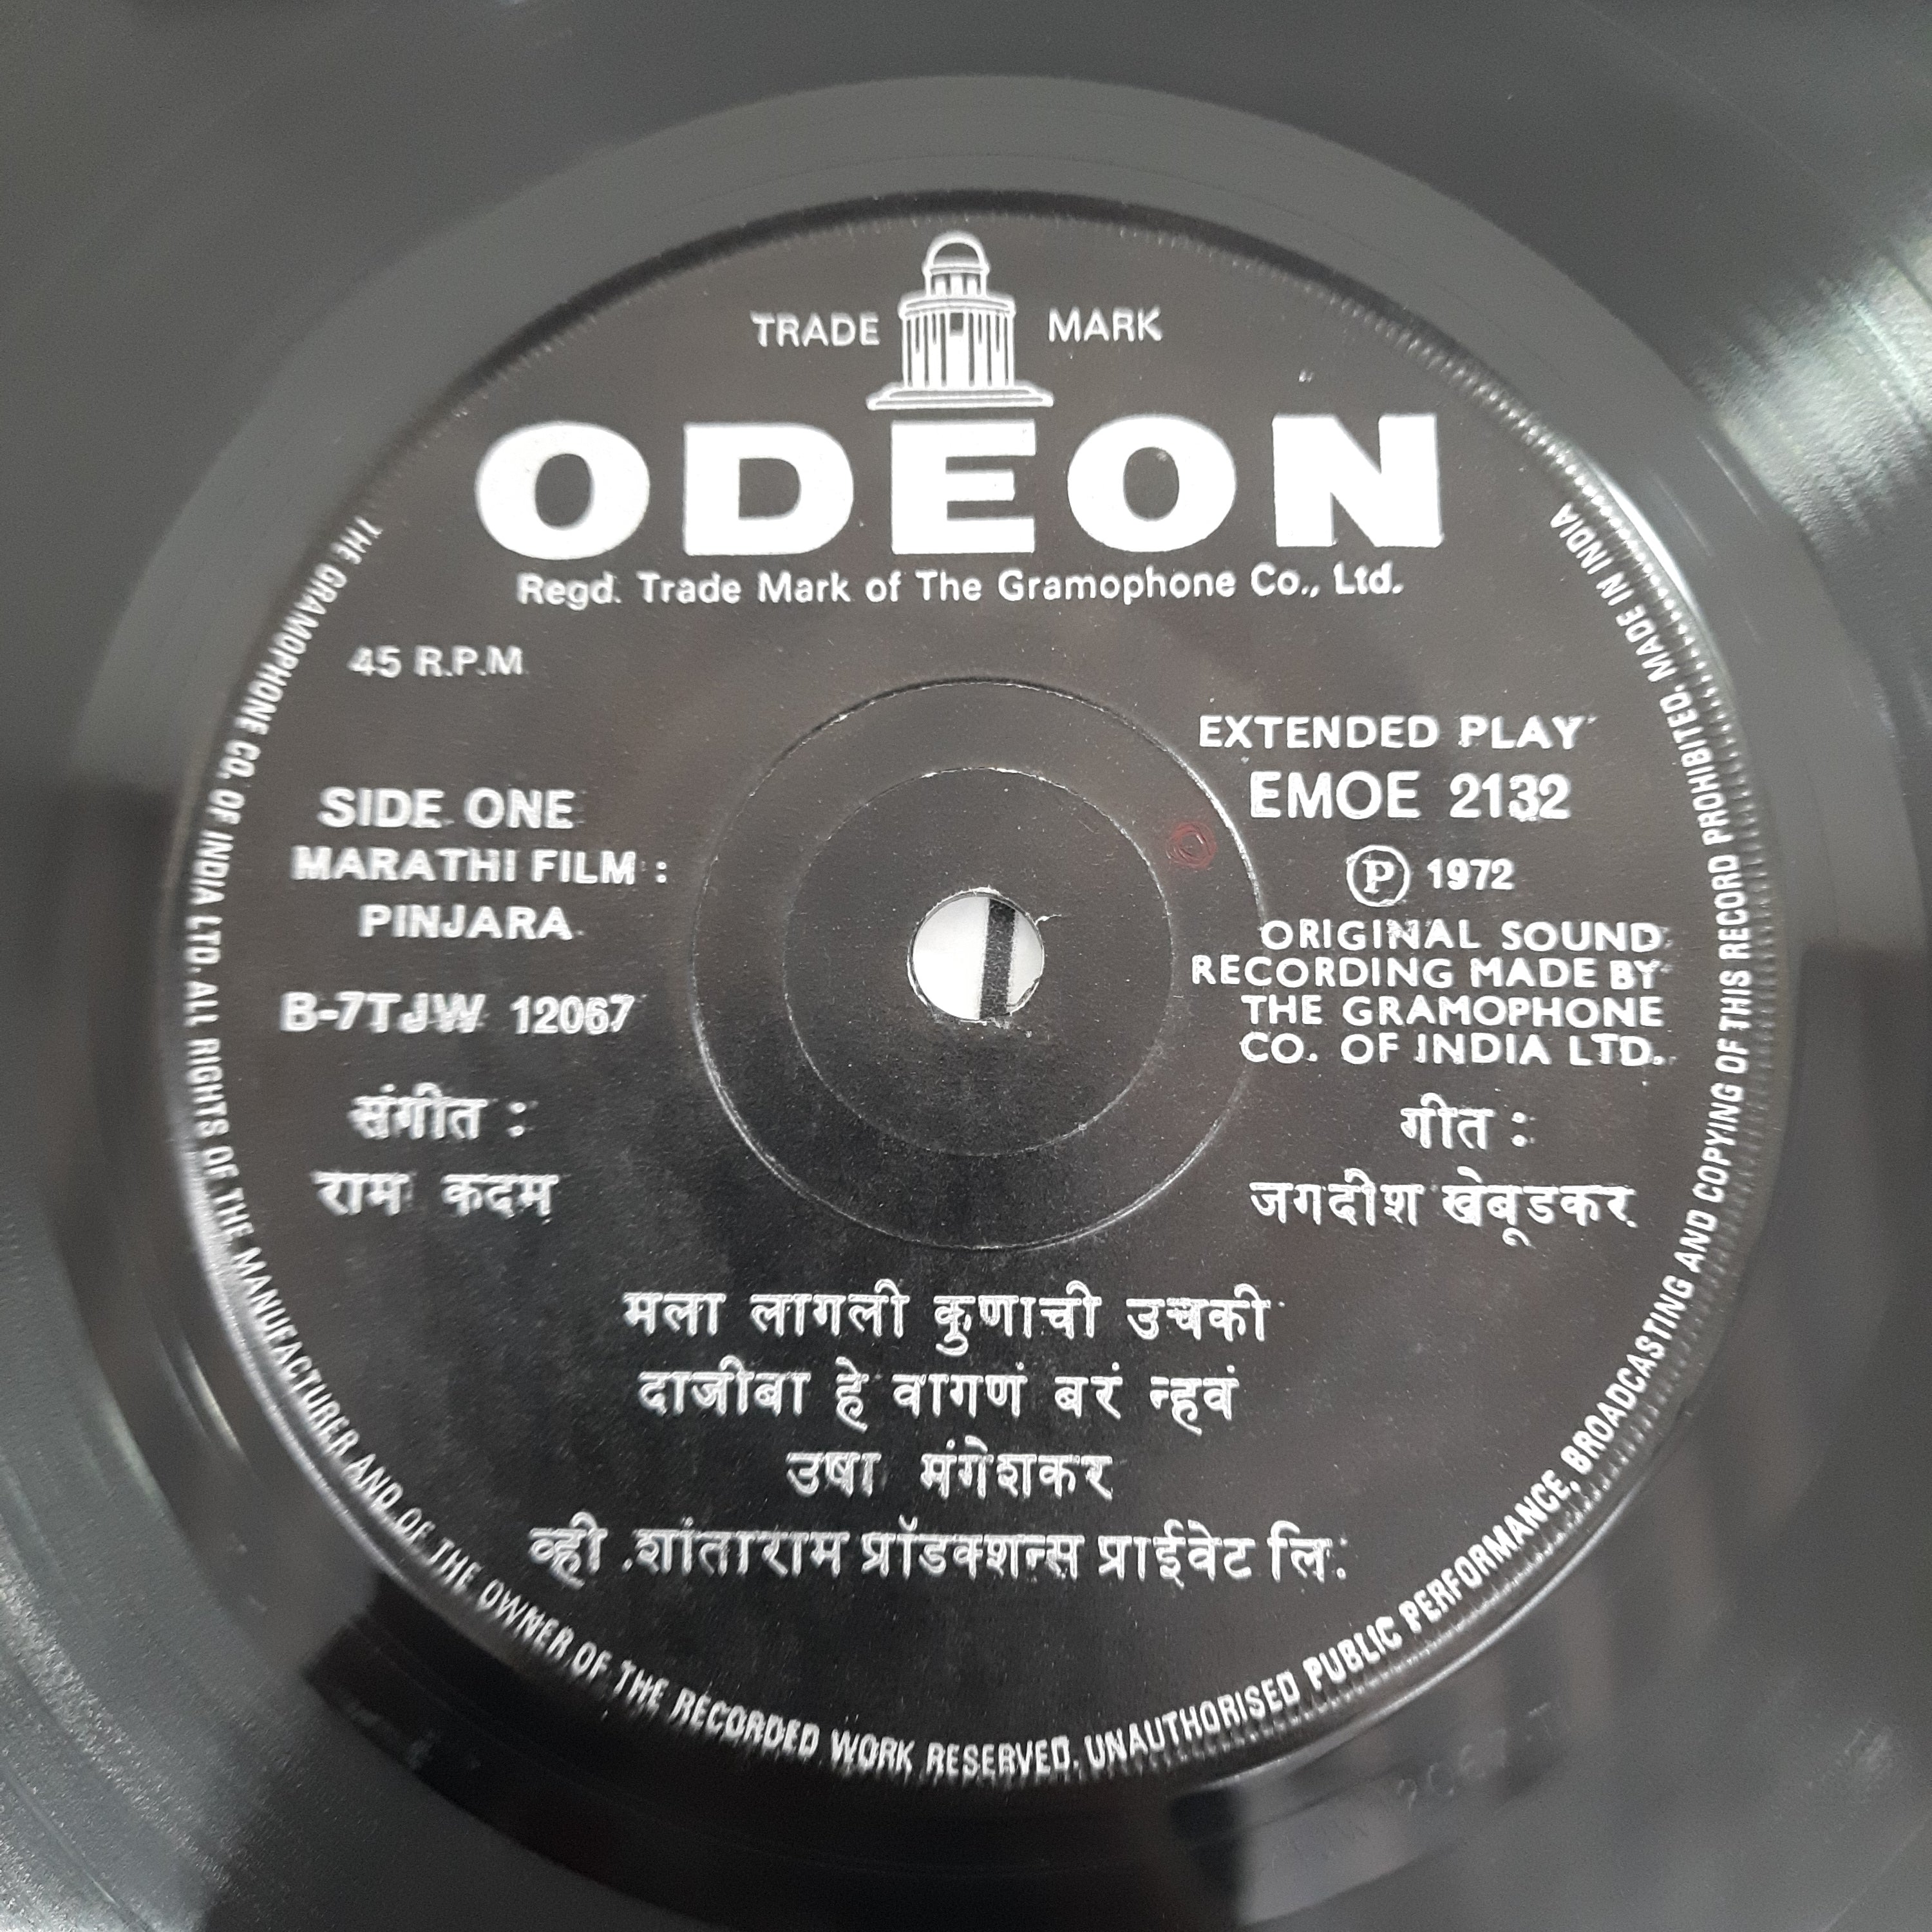 TRADE MARK
ODEON
Regd. Trade Mark of The Gramophone Co., Ltd.
45 R.P.M.
EXTENDED PLAY
EMOE 2132
℗ 1972
ORIGINAL SOUND
RECORDING MADE BY
THE GRAMOPHONE
CO. OF INDIA LTD.
SIDE ONE
MARATHI FILM :
PINJARA
B-7TJW 12067
संगीत :
राम कदम
गीत :
जगदीश खेबूडकर
मला लागली कुणाची उचकी
दाजीबा हे वागणं बरं न्हवं
उषा मंगेशकर
व्ही .शांताराम प्रॉडक्शन्स प्राईवेट लि.
THE GRAMOPHONE CO. OF INDIA LTD. ALL RIGHTS OF THE MANUFACTURER AND OF THE OWNER OF THE RECORDED WORK RESERVED. UNAUTHORISED PUBLIC PERFORMANCE, BROADCASTING AND COPYING OF THIS RECORD PROHIBITED. MADE IN INDIA